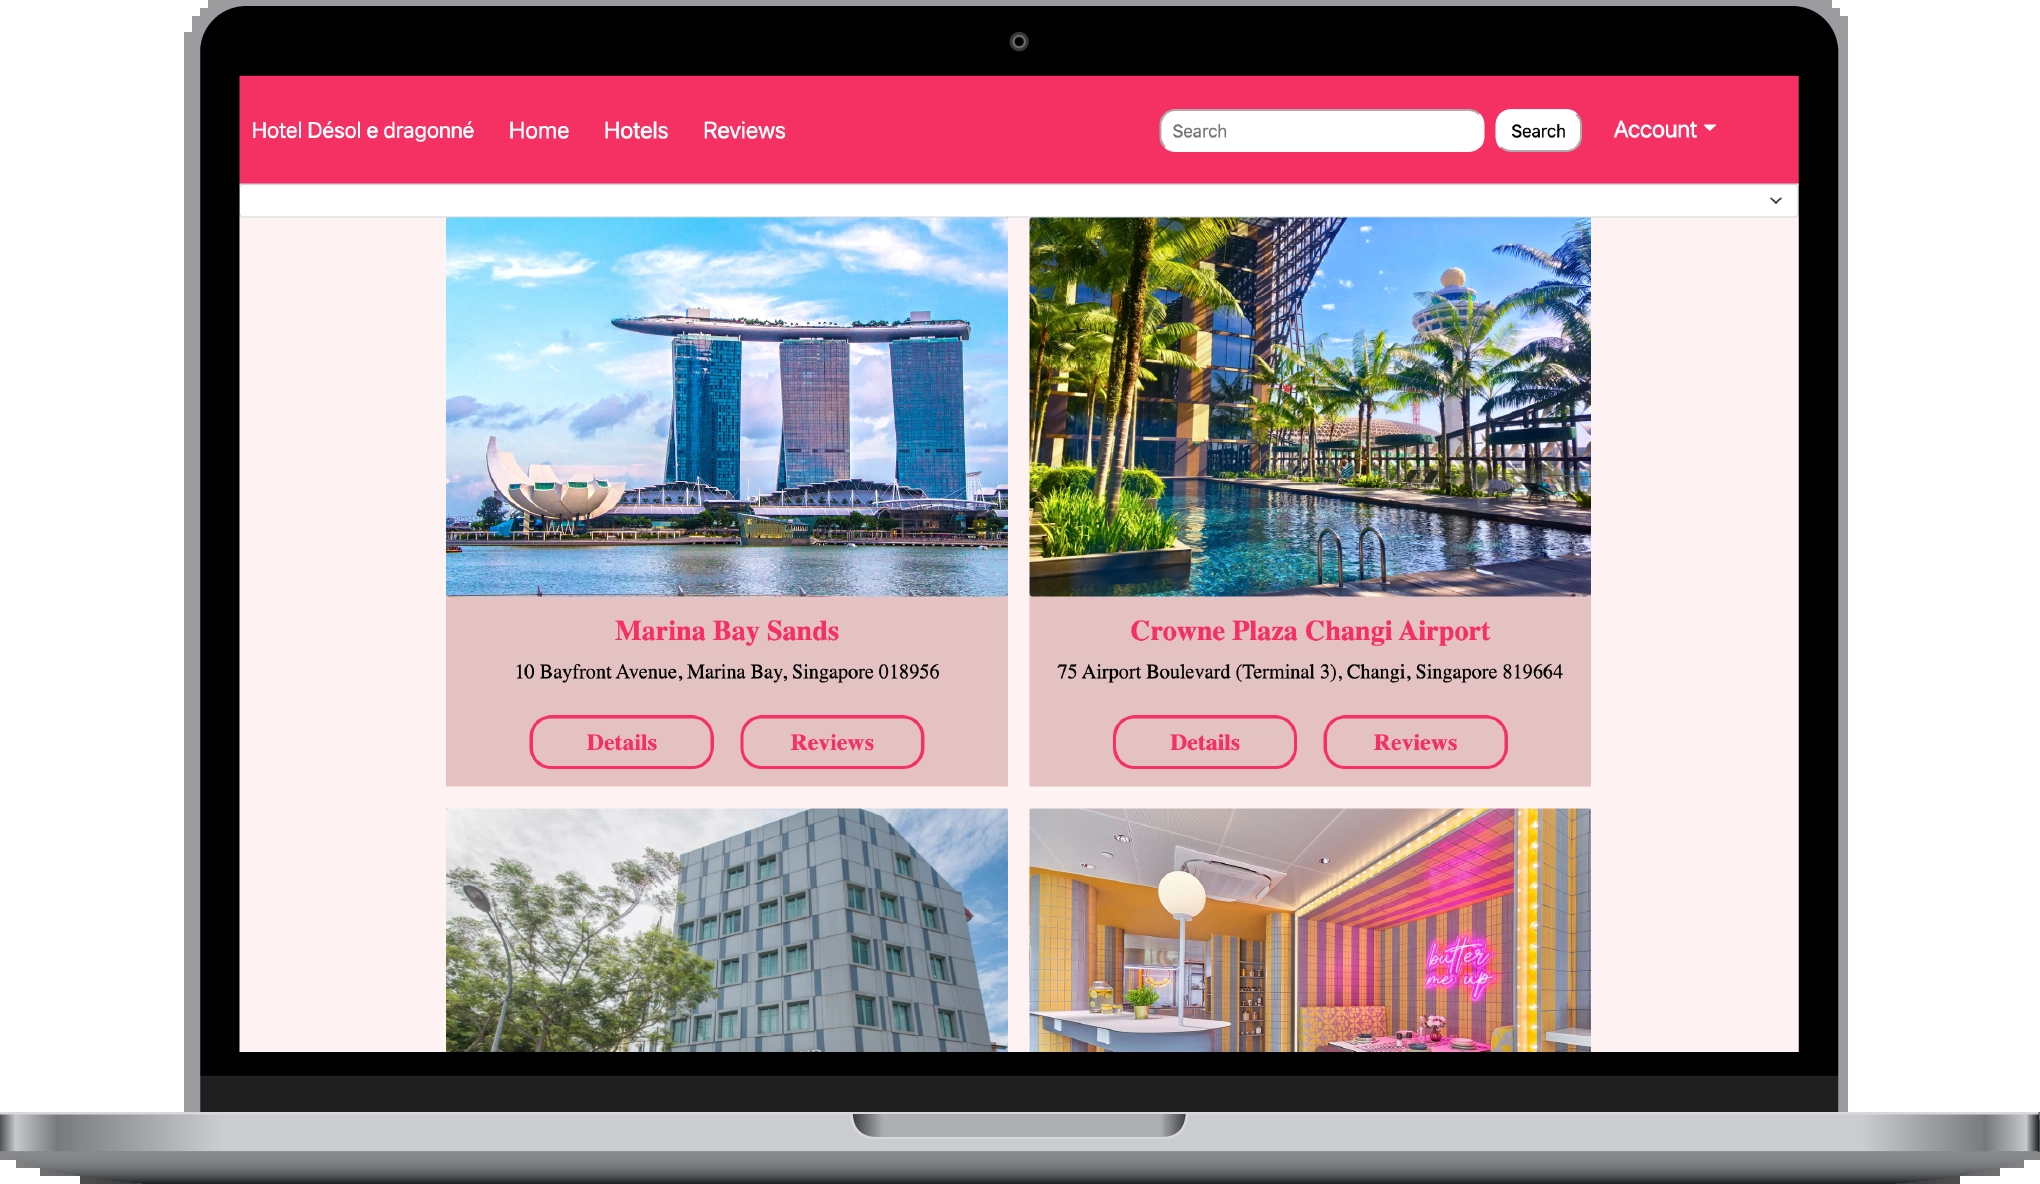 Hotel Désol e dragonné Home Hotels Reviews Search Search Account
Marina Bay Sands
10 Bayfront Avenue, Marina Bay, Singapore 018956
Details Reviews
Crowne Plaza Changi Airport
75 Airport Boulevard (Terminal 3), Changi, Singapore 819664
Details Reviews
butter
me up